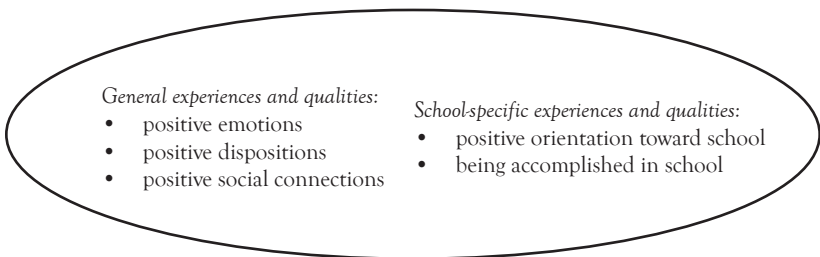 General experiences and qualities:
• positive emotions
• positive dispositions
• positive social connections
School-specific experiences and qualities:
• positive orientation toward school
• being accomplished in school